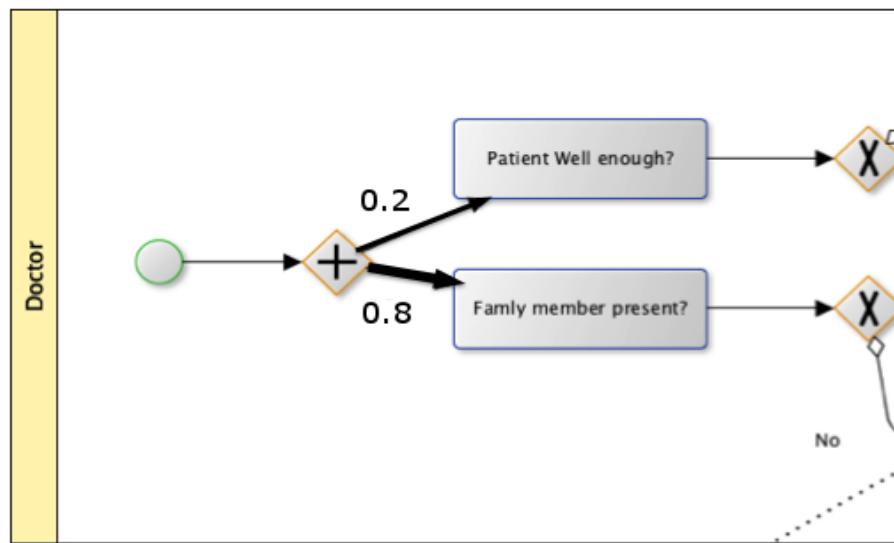 Doctor
0.2
Patient Well enough?
0.8
Famly member present?
No